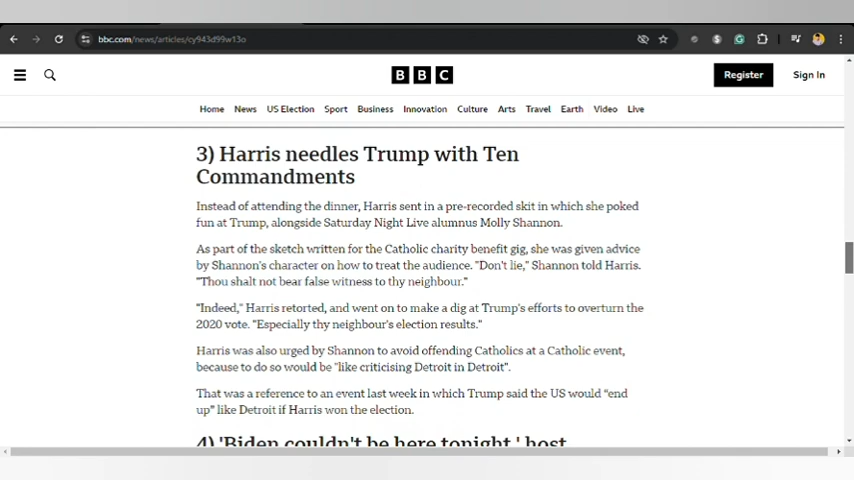 bbc.com/news/articles/cy943d99w13o
BBC
Register
Sign In
Home News US Election Sport Business Innovation Culture Arts Travel Earth Video Live
3) Harris needles Trump with Ten
Commandments
Instead of attending the dinner, Harris sent in a pre-recorded skit in which she poked
fun at Trump, alongside Saturday Night Live alumnus Molly Shannon.
As part of the sketch written for the Catholic charity benefit gig, she was given advice
by Shannon's character on how to treat the audience. "Don't lie," Shannon told Harris.
"Thou shalt not bear false witness to thy neighbour."
"Indeed," Harris retorted, and went on to make a dig at Trump's efforts to overturn the
2020 vote. "Especially thy neighbour's election results."
Harris was also urged by Shannon to avoid offending Catholics at a Catholic event,
because to do so would be "like criticising Detroit in Detroit".
That was a reference to an event last week in which Trump said the US would “end
up” like Detroit if Harris won the election.
4) 'Biden couldn't be here tonight,' host